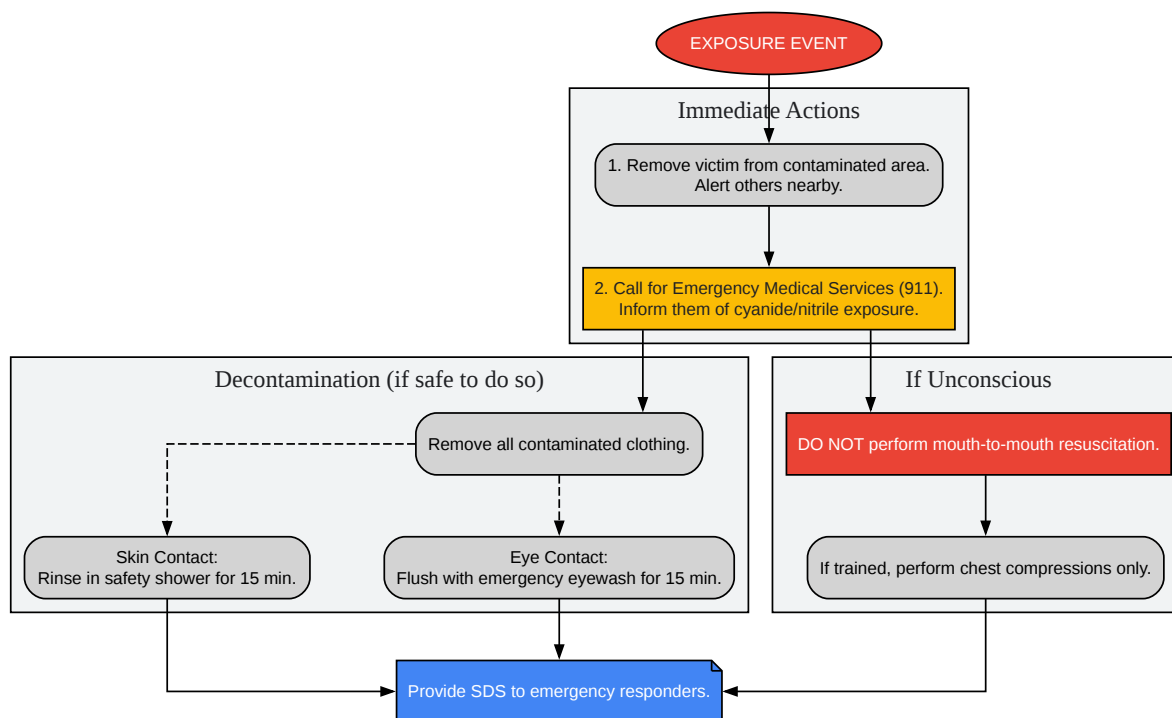 EXPOSURE EVENT
Immediate Actions
1. Remove victim from contaminated area.
Alert others nearby.
2. Call for Emergency Medical Services (911).
Inform them of cyanide/nitrile exposure.
Decontamination (if safe to do so)
Remove all contaminated clothing.
Skin Contact:
Rinse in safety shower for 15 min.
Eye Contact:
Flush with emergency eyewash for 15 min.
If Unconscious
DO NOT perform mouth-to-mouth resuscitation.
If trained, perform chest compressions only.
Provide SDS to emergency responders.